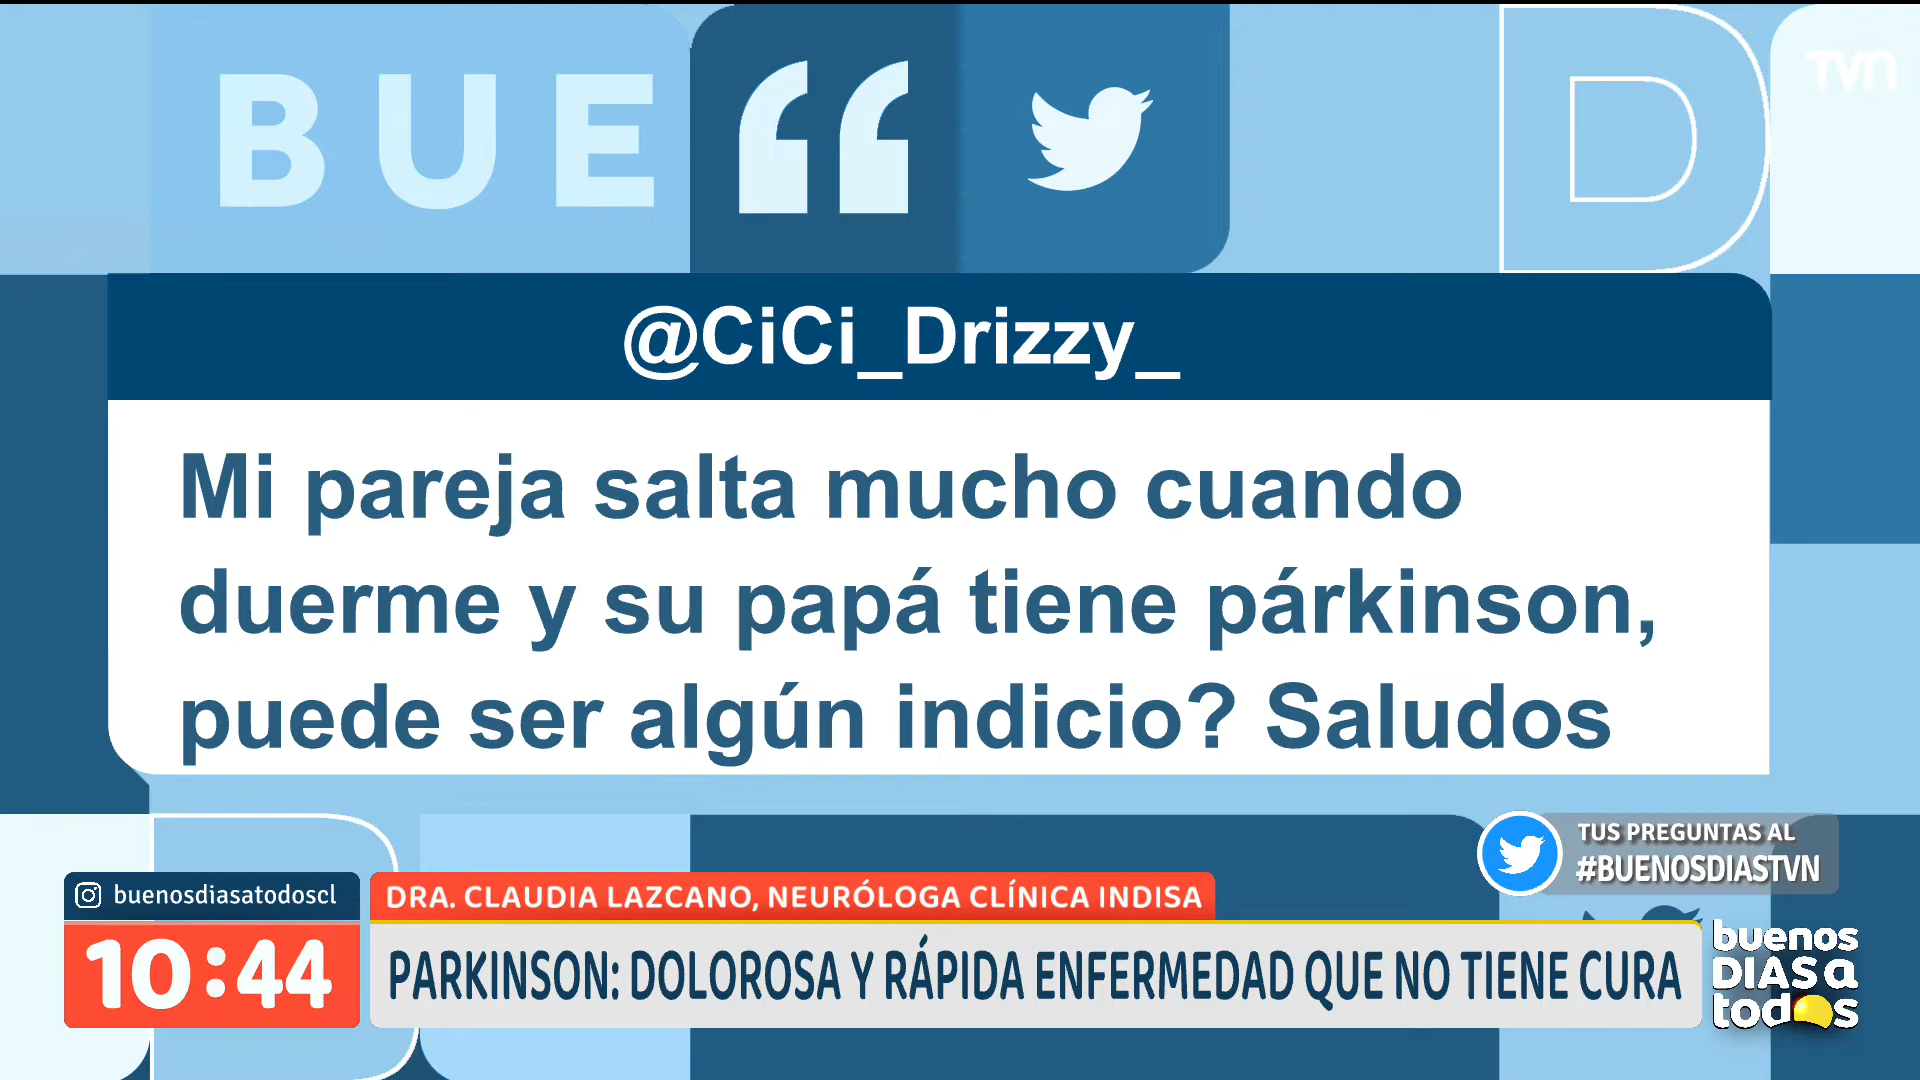 BUE
D
TVN
@CiCi_Drizzy_
Mi pareja salta mucho cuando
duerme y su papá tiene párkinson,
puede ser algún indicio? Saludos
TUS PREGUNTAS AL
#BUENOSDIASTVN
buenosdiasatodoscl
DRA. CLAUDIA LAZCANO, NEURÓLOGA CLÍNICA INDISA
10:44
PARKINSON: DOLOROSA Y RÁPIDA ENFERMEDAD QUE NO TIENE CURA
buenos
DIAS a
todos